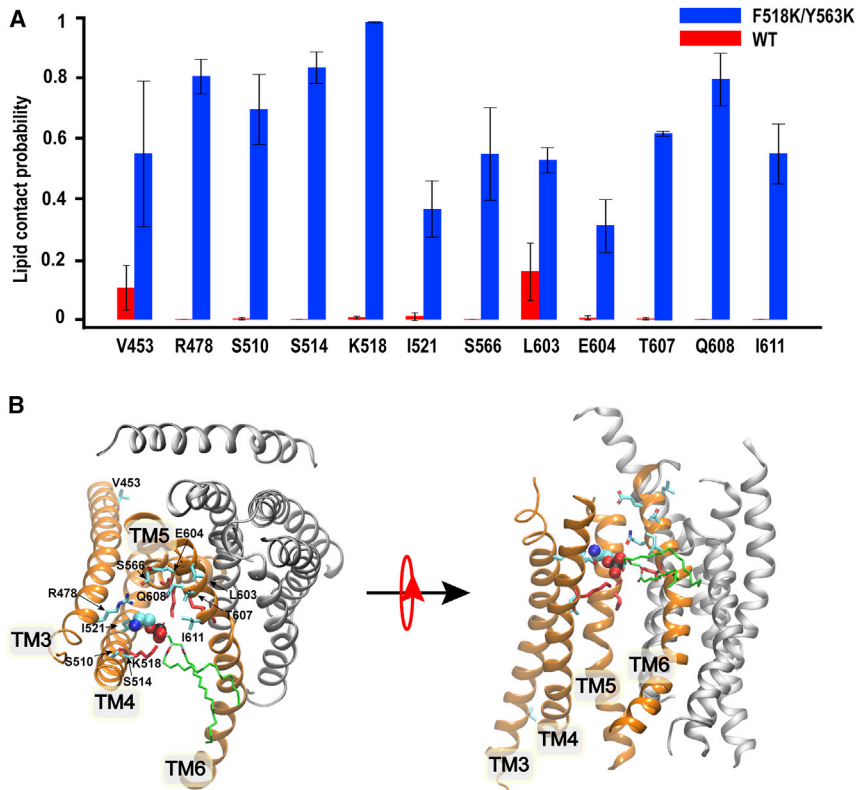 A
F518K/Y563K
WT
Lipid contact probability
1
0.8
0.6
0.4
0.2
0
V453 R478 S510 S514 K518 I521 S566 L603 E604 T607 Q608 I611
B
V453
TM5
E604
S566
R478
Q608
L603
T607
I521
I611
TM3
S510
K518
S514
TM4
TM6
TM6
TM5
TM4
TM3